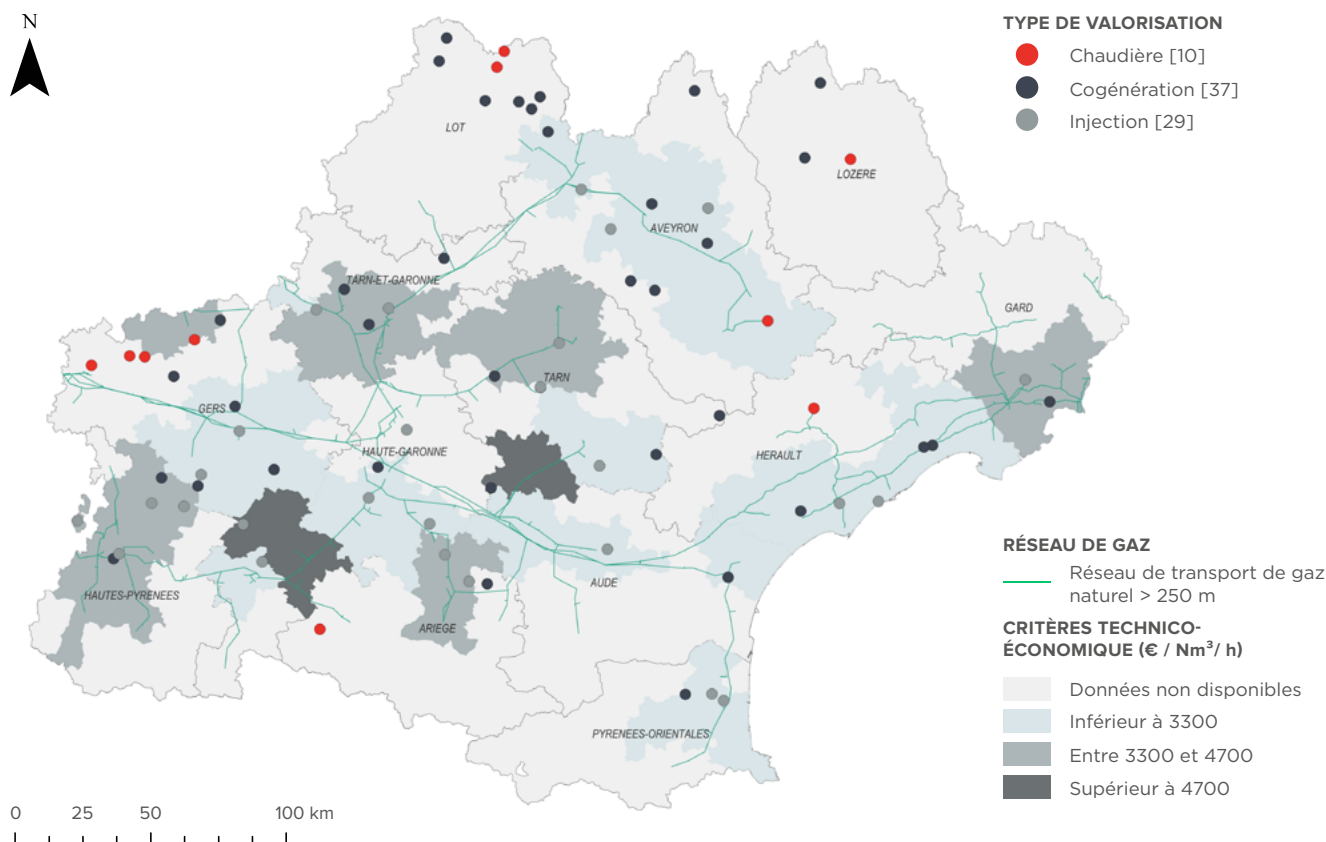 N
LOT
LOZERE
AVEYRON
TARN-ET-GARONNE
GARD
TARN
GERS
HAUTE-GARONNE
HERAULT
AUDE
HAUTES-PYRENEES
ARIEGE
PYRENEES-ORIENTALES
0 25 50 100 km
TYPE DE VALORISATION
Chaudière [10]
Cogénération [37]
Injection [29]
RÉSEAU DE GAZ
Réseau de transport de gaz
naturel > 250 m
CRITÈRES TECHNICO-
ÉCONOMIQUE (€ / Nm³/ h)
Données non disponibles
Inférieur à 3300
Entre 3300 et 4700
Supérieur à 4700